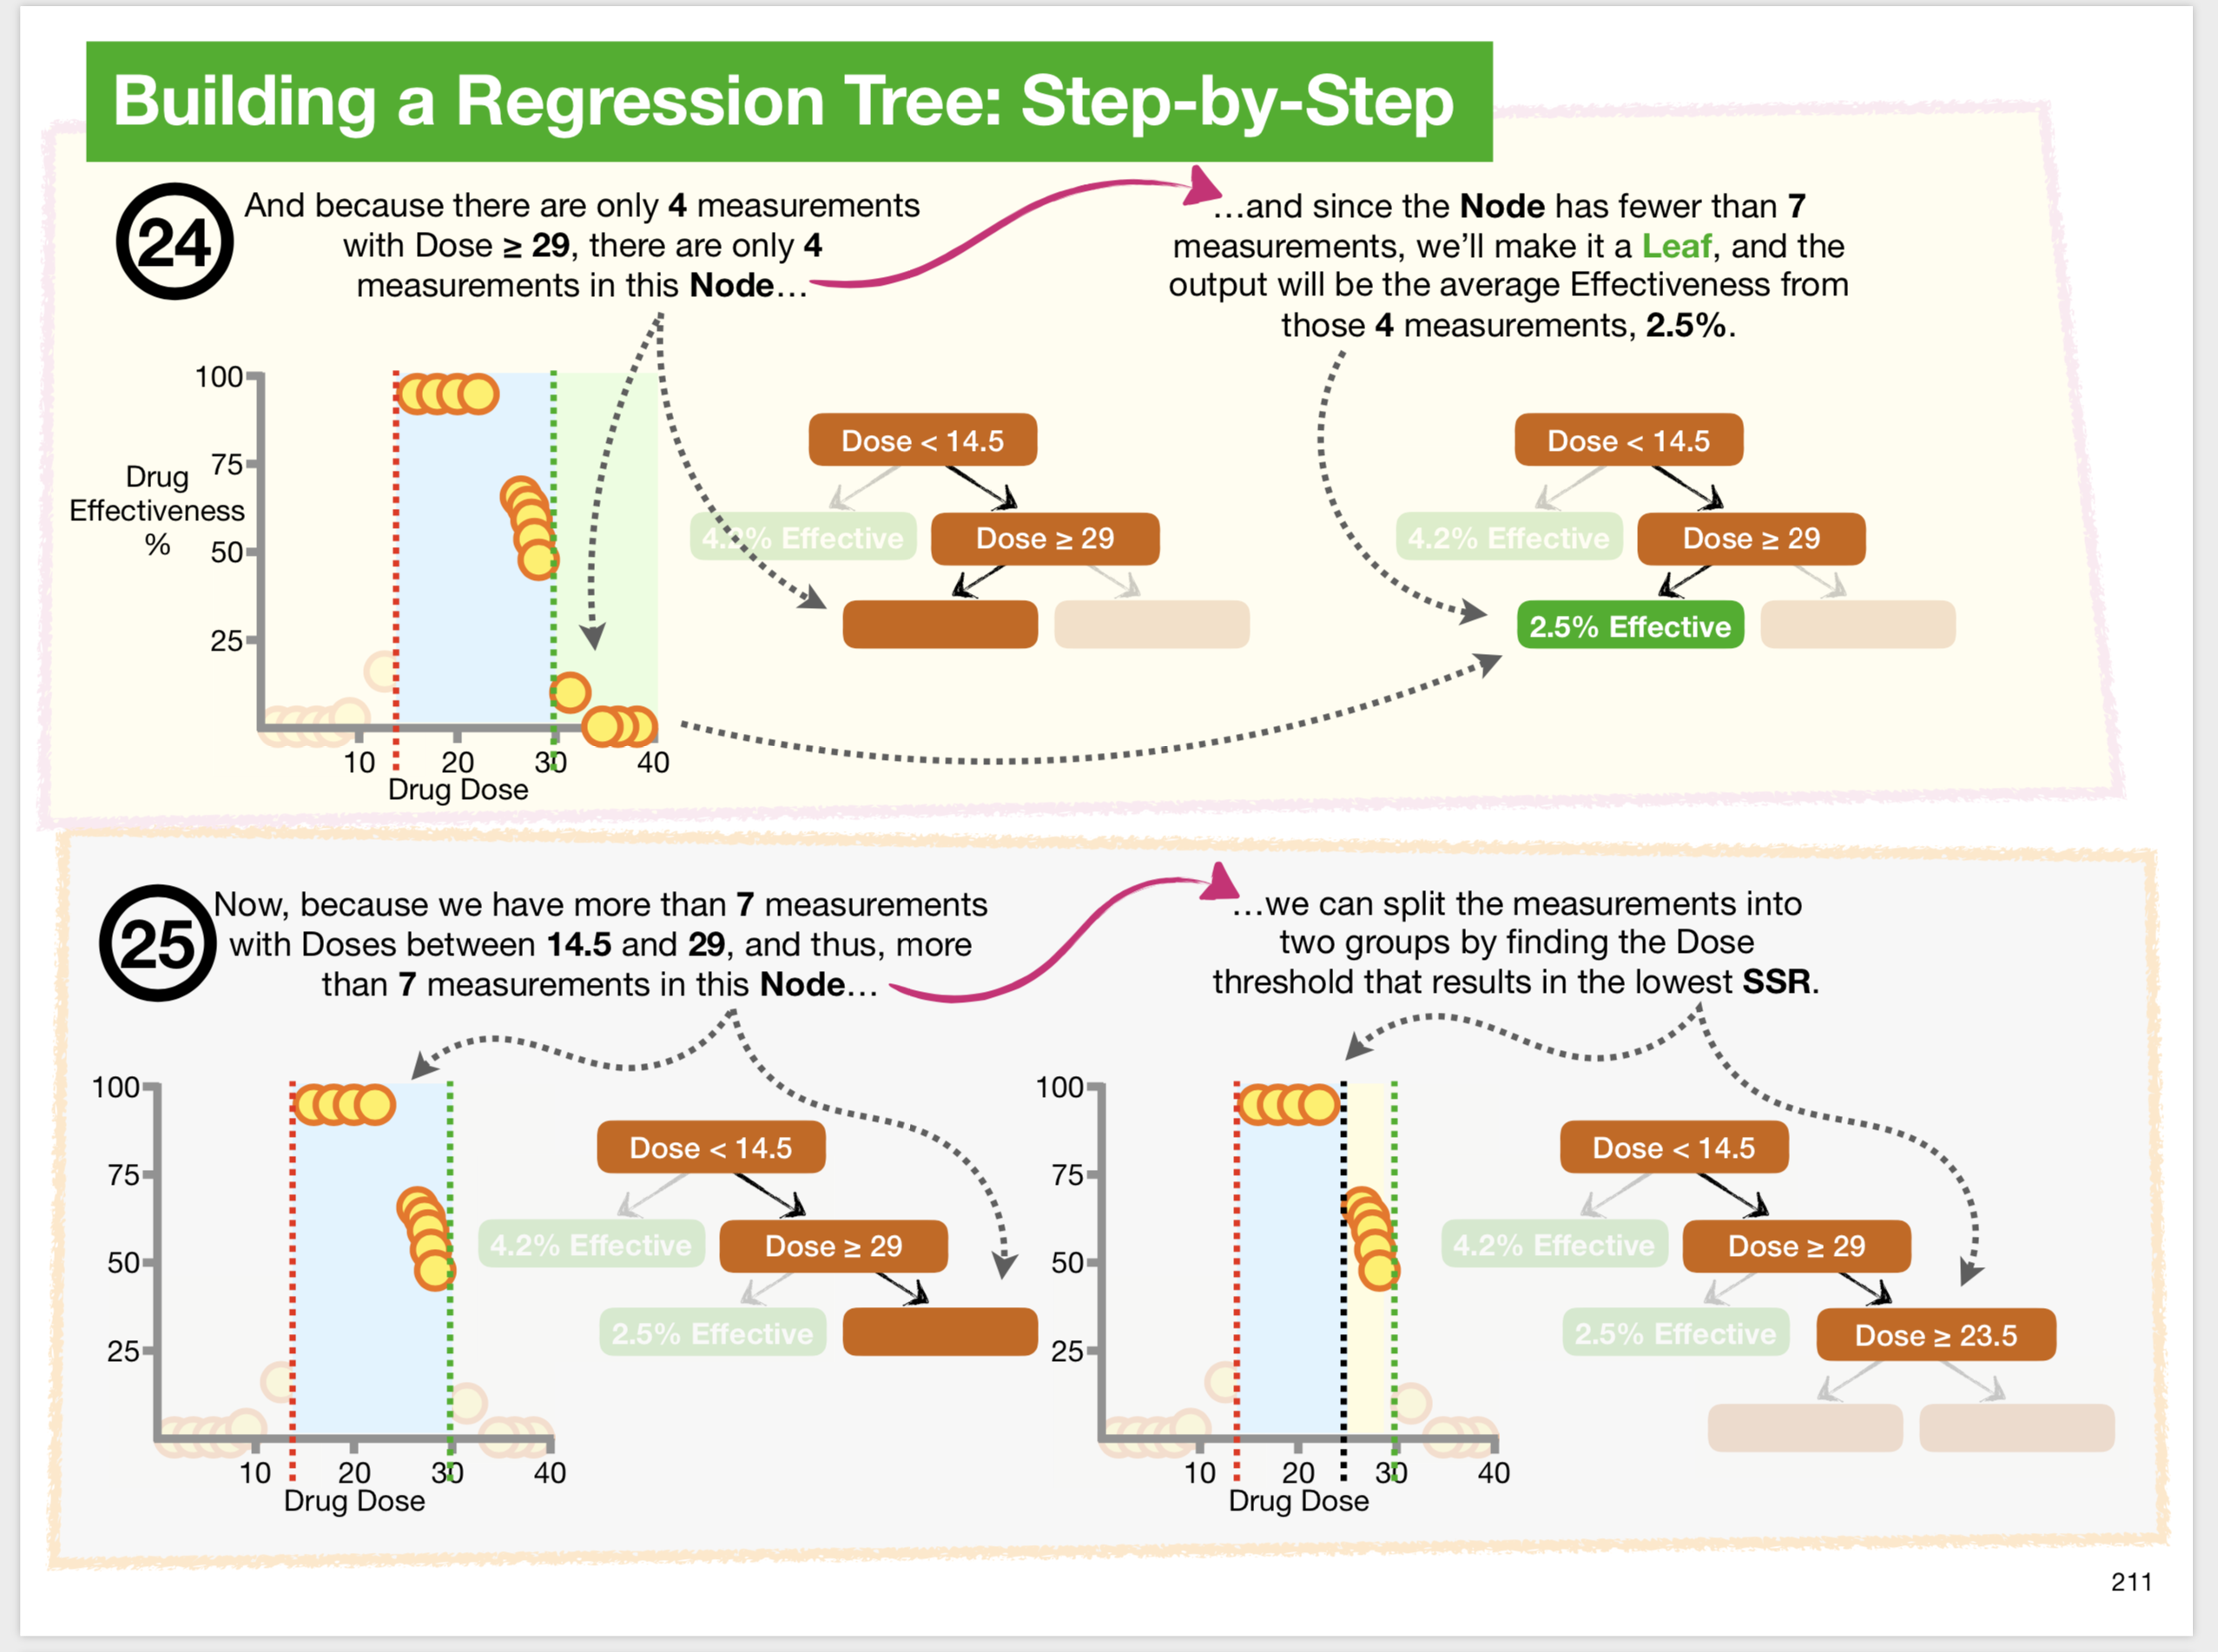 Building a Regression Tree: Step-by-Step
24
And because there are only 4 measurements
with Dose ≥ 29, there are only 4
measurements in this Node…
…and since the Node has fewer than 7
measurements, we’ll make it a Leaf, and the
output will be the average Effectiveness from
those 4 measurements, 2.5%.
100
75
50
25
Drug
Effectiveness
%
10 20 30 40
Drug Dose
Dose < 14.5
4.2% Effective
Dose ≥ 29
Dose < 14.5
4.2% Effective
Dose ≥ 29
2.5% Effective
25
Now, because we have more than 7 measurements
with Doses between 14.5 and 29, and thus, more
than 7 measurements in this Node…
…we can split the measurements into
two groups by finding the Dose
threshold that results in the lowest SSR.
100
75
50
25
10 20 30 40
Drug Dose
Dose < 14.5
4.2% Effective
Dose ≥ 29
2.5% Effective
100
75
50
25
10 20 30 40
Drug Dose
Dose < 14.5
4.2% Effective
Dose ≥ 29
2.5% Effective
Dose ≥ 23.5
211